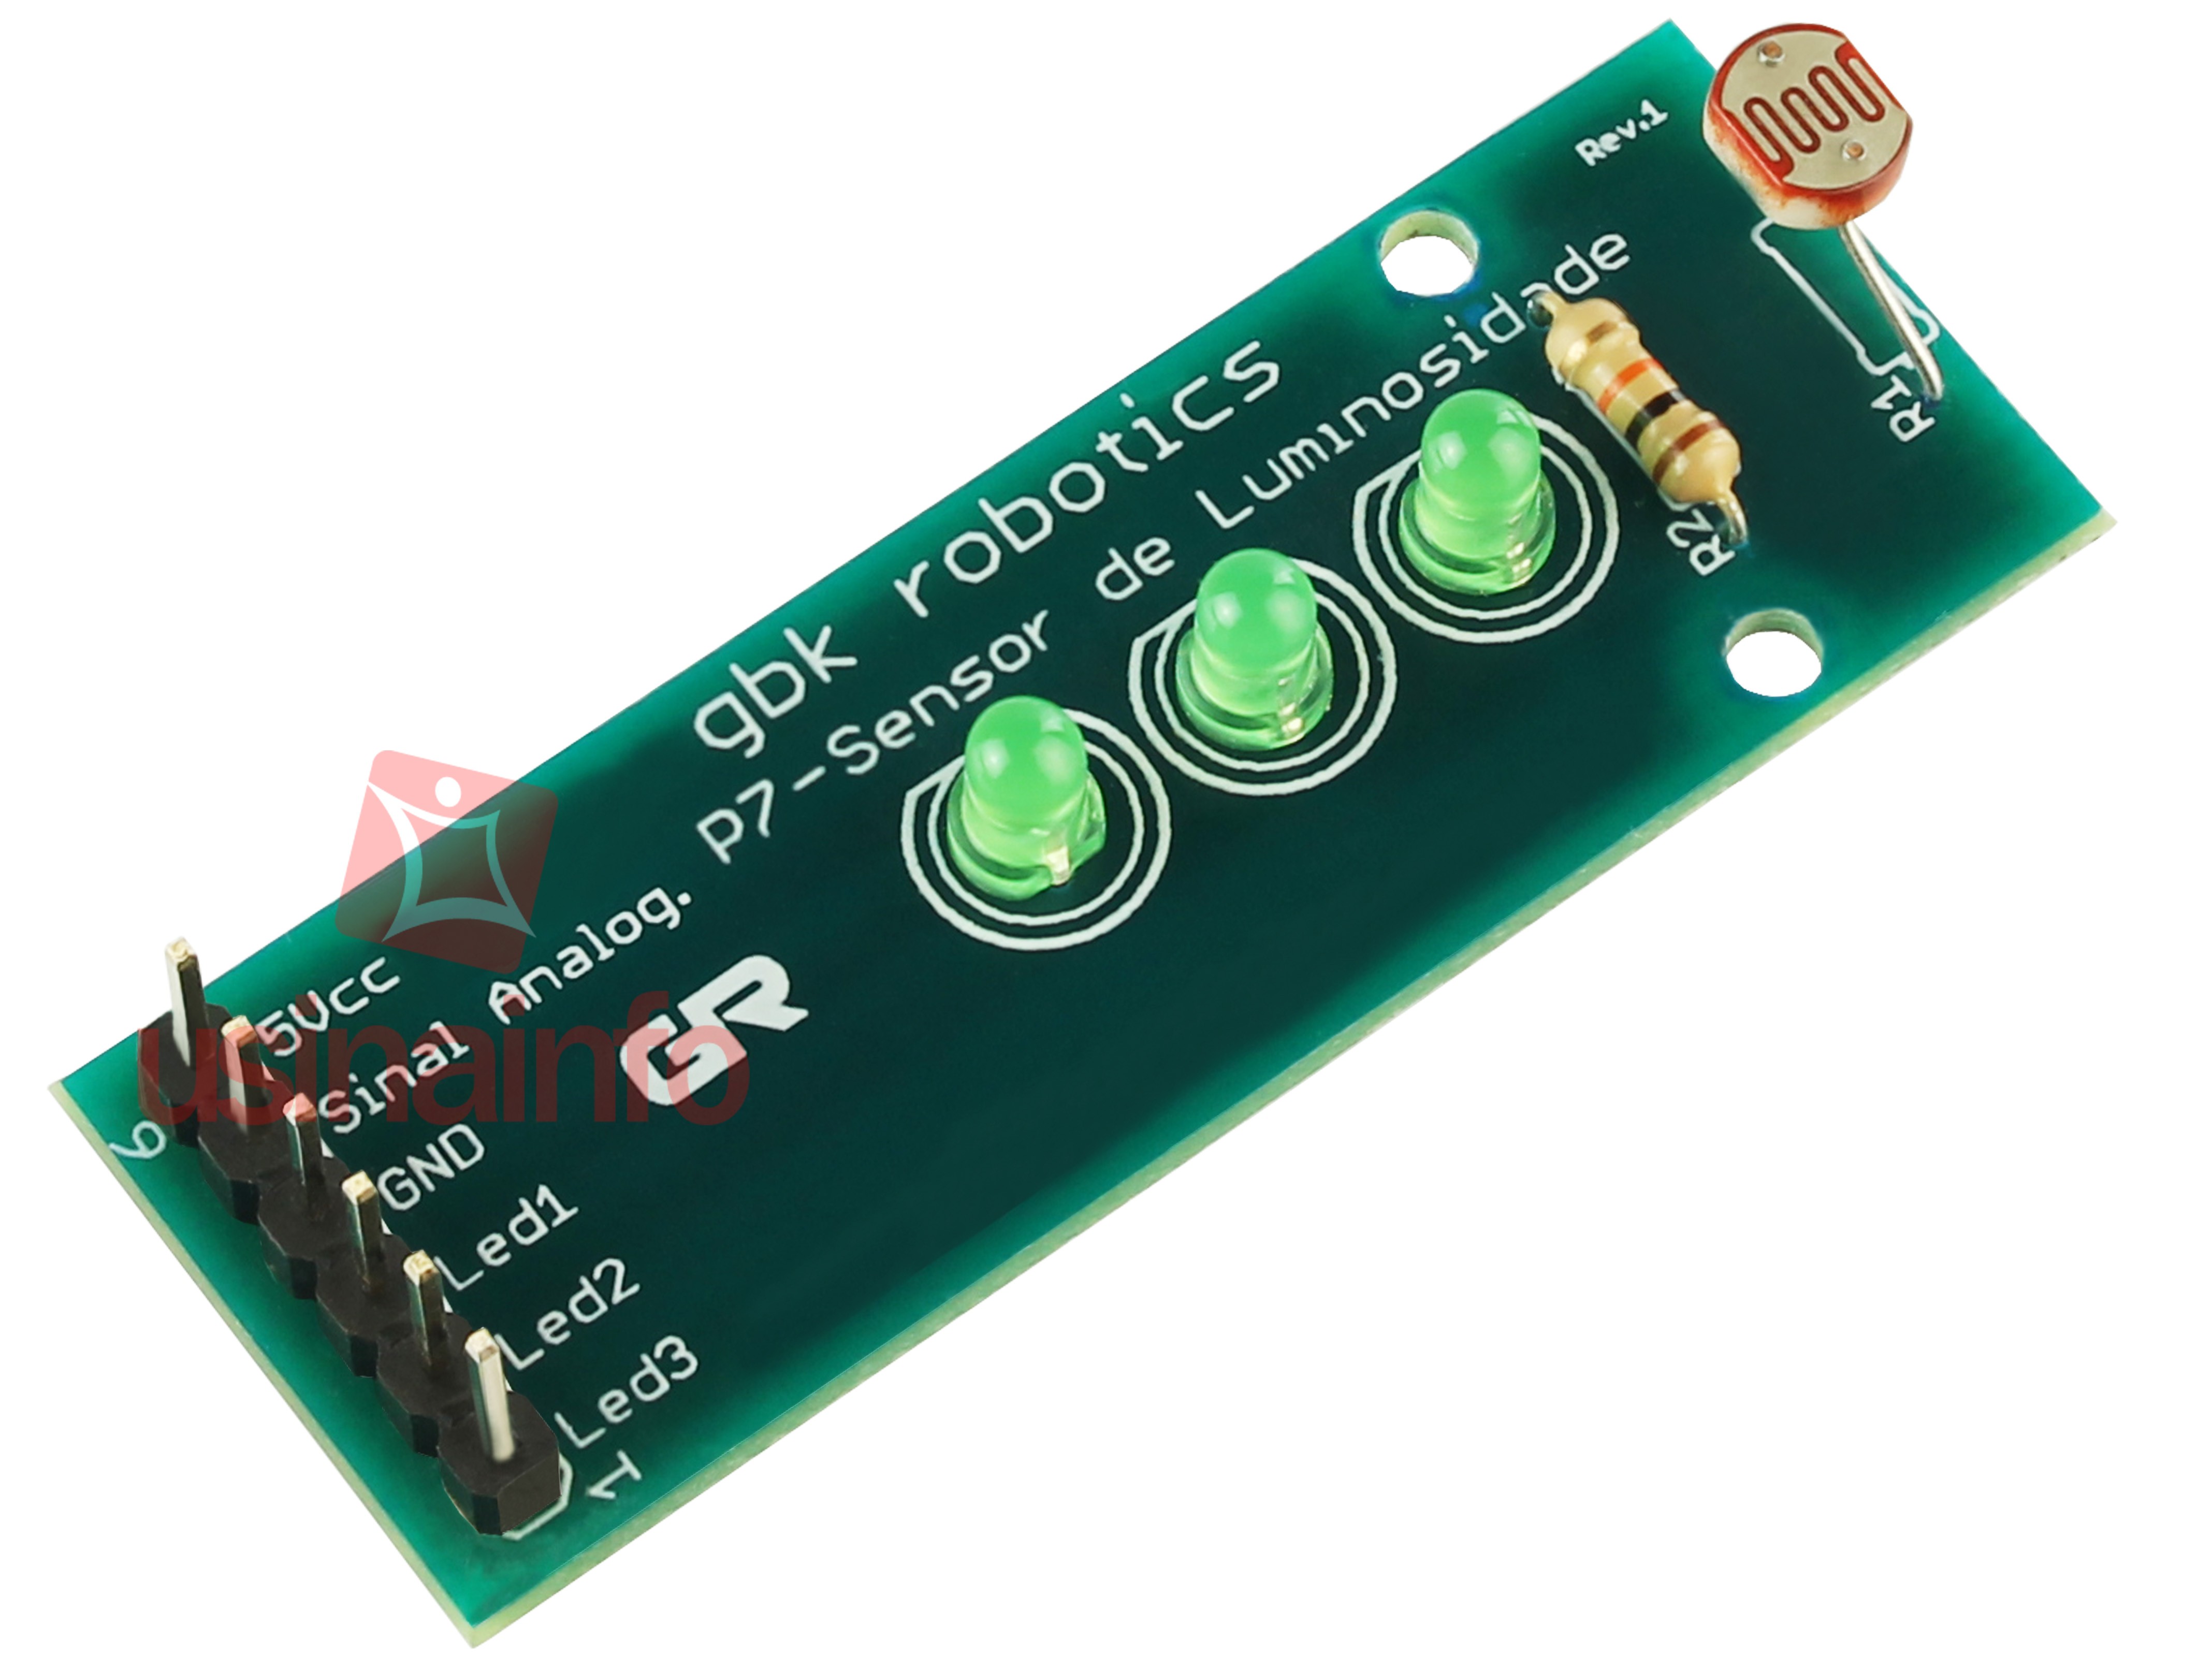 Rev.1
gbk robotics
P7-Sensor de Luminosidade
R1
R2
GR
5Vcc
Sinal Analog.
GND
Led1
Led2
Led3
6
1
usinainfo